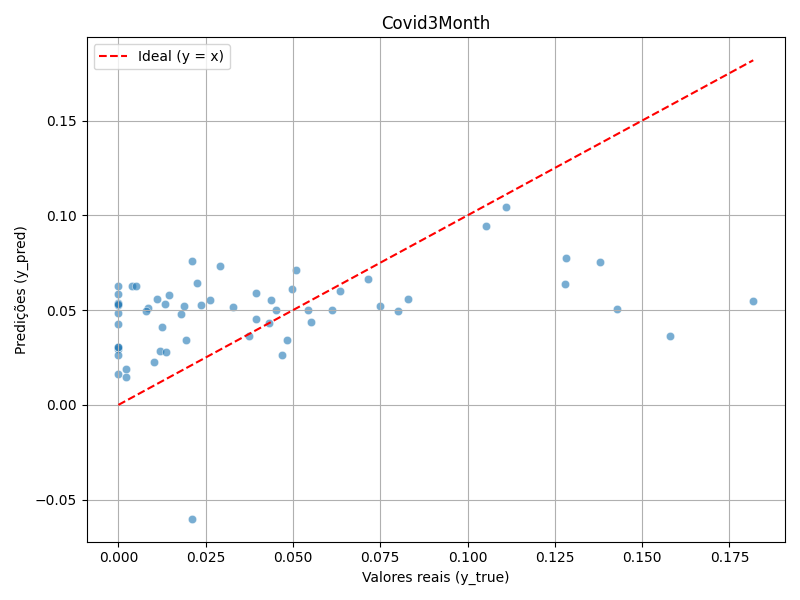 Covid3Month
Ideal (y = x)
Predições (y_pred)
0.15
0.10
0.05
0.00
−0.05
0.000 0.025 0.050 0.075 0.100 0.125 0.150 0.175
Valores reais (y_true)